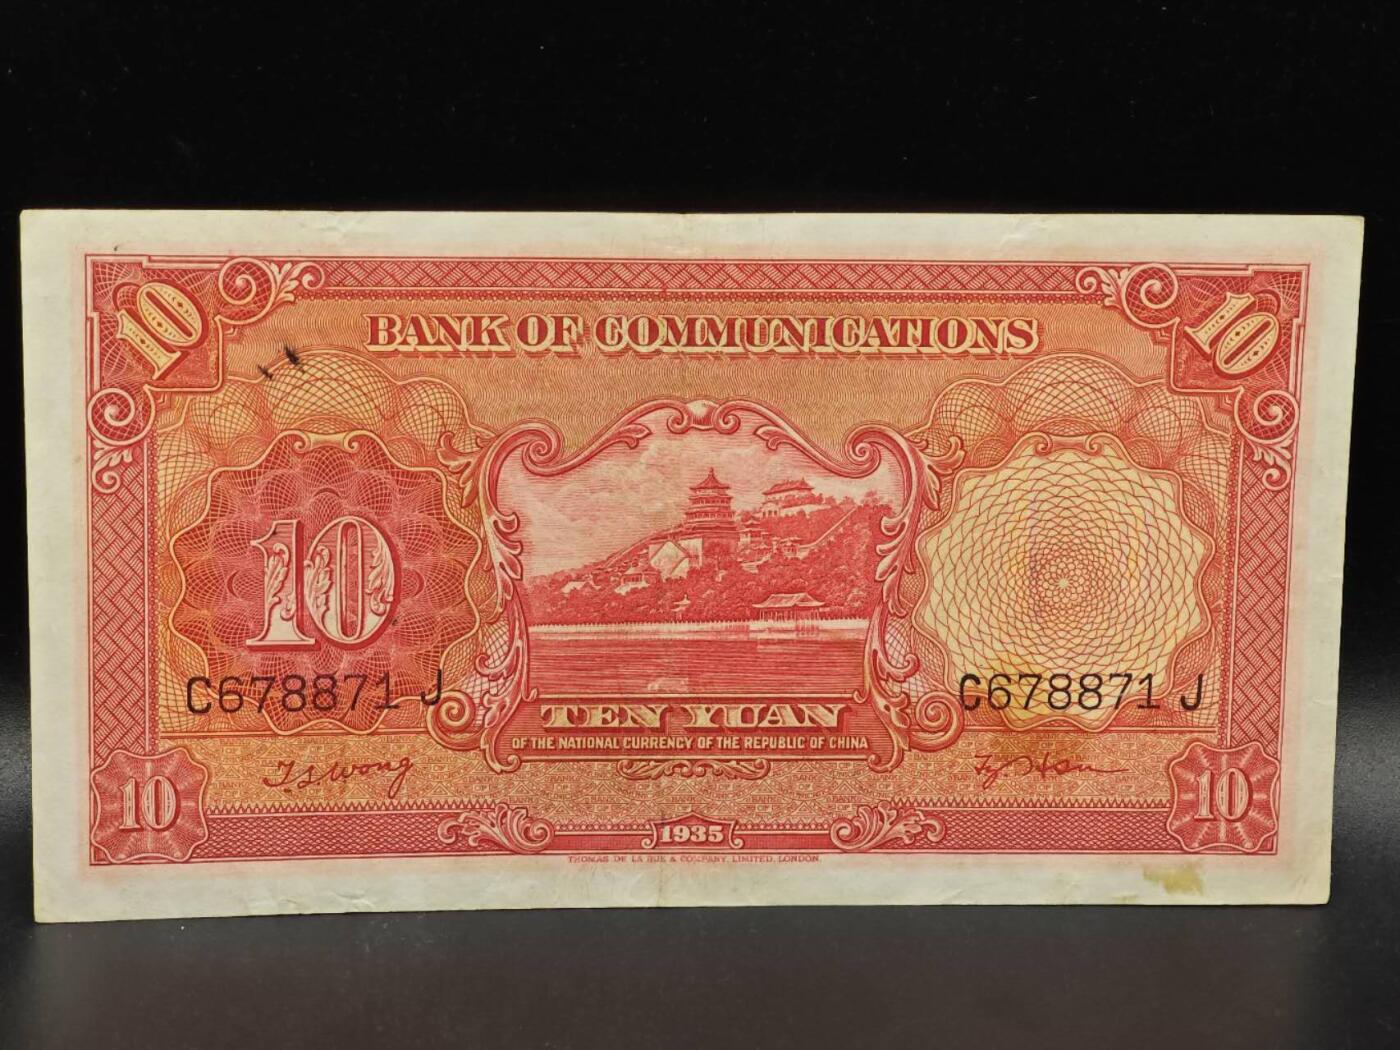 10
10
BANK OF COMMUNICATIONS
10
C678871 J
C678871 J
TEN YUAN
OF THE NATIONAL CURRENCY OF THE REPUBLIC OF CHINA
T S Wong
10
10
1935
THOMAS DE LA RUE & COMPANY, LIMITED, LONDON.